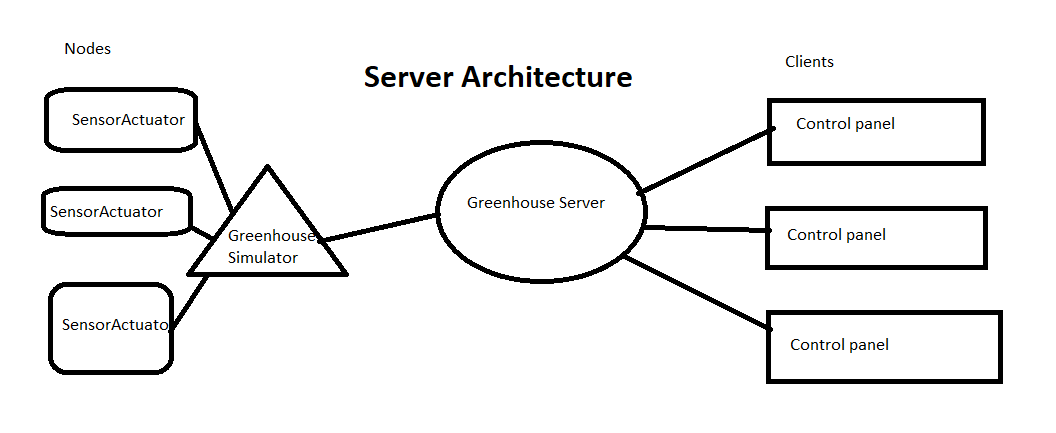 Nodes
Server Architecture
Clients
SensorActuator
SensorActuator
SensorActuato
Greenhouse
Simulator
Greenhouse Server
Control panel
Control panel
Control panel